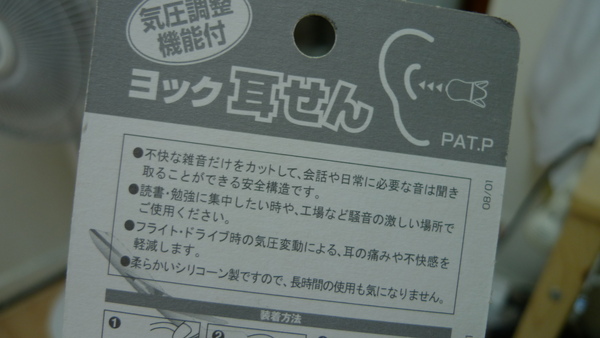 気圧調整
機能付
ヨック 耳せん
PAT.P
08/01
●不快な雑音だけをカットして、会話や日常に必要な音は聞き
取ることができる安全構造です。
●読書・勉強に集中したい時や、工場など騒音の激しい場所で
ご使用ください。
●フライト・ドライブ時の気圧変動による、耳の痛みや不快感を
軽減します。
●柔らかいシリコーン製ですので、長時間の使用も気になりません。
装着方法
1 2